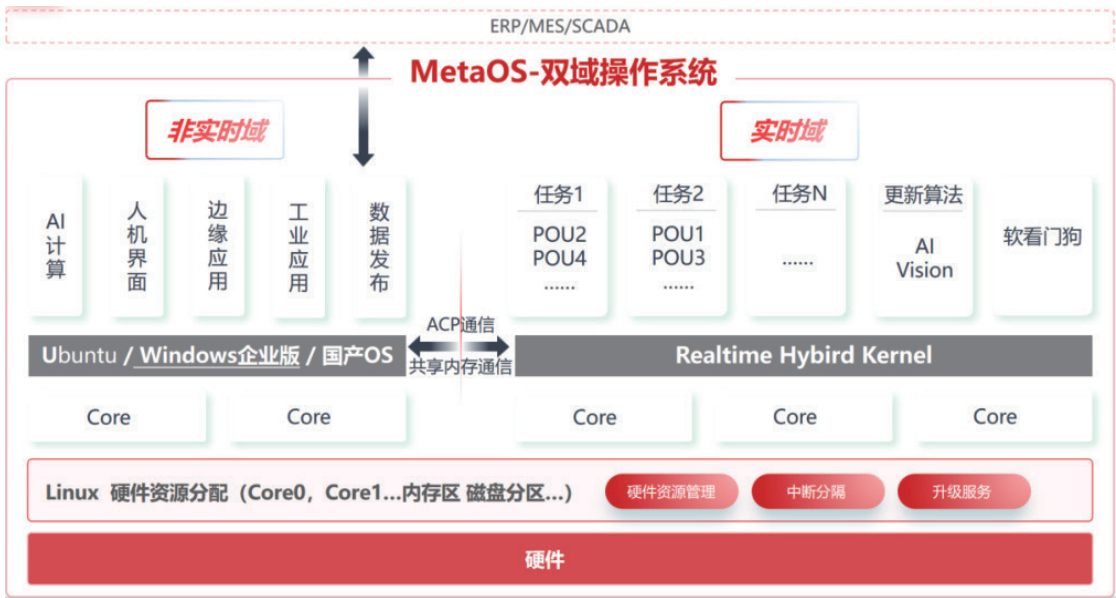 ERP/MES/SCADA
MetaOS-双域操作系统
非实时域
实时域
AI计算
人机界面
边缘应用
工业应用
数据发布
任务1
POU2
POU4
......
任务2
POU1
POU3
......
任务N
......
更新算法
AI
Vision
软看门狗
ACP通信
共享内存通信
Ubuntu / Windows企业版 / 国产OS
Realtime Hybird Kernel
Core
Core
Core
Core
Core
Linux 硬件资源分配（Core0，Core1...内存区 磁盘分区...）
硬件资源管理
中断分隔
升级服务
硬件